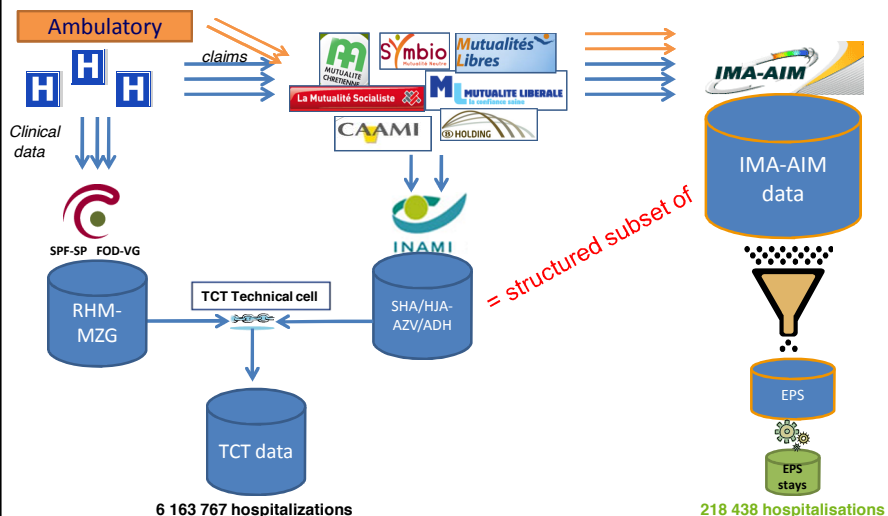 Ambulatory
claims
H
H
H
Clinical
data
MUTUALITE
CHRETIENNE
Symbio
Mutualité Neutre
Mutualités
Libres
La Mutualité Socialiste
ML MUTUALITE LIBERALE
la confiance saine
CAAMI
B HOLDING
IMA-AIM
IMA-AIM
data
SPF-SP FOD-VG
INAMI
= structured subset of
RHM-
MZG
TCT Technical cell
SHA/HJA-
AZV/ADH
TCT data
EPS
EPS
stays
6 163 767 hospitalizations
218 438 hospitalisations